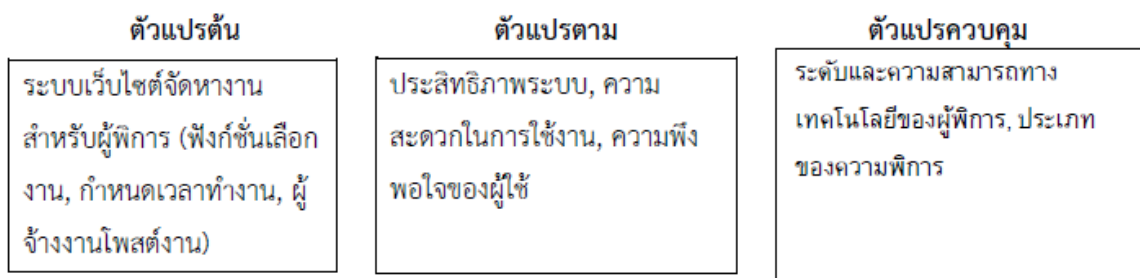 ตัวแปรต้น
ระบบเว็บไซต์จัดหางาน
สำหรับผู้พิการ (ฟังก์ชั่นเลือก
งาน, กำหนดเวลาทำงาน, ผู้
จ้างงานโพสต์งาน)
ตัวแปรตาม
ประสิทธิภาพระบบ, ความ
สะดวกในการใช้งาน, ความพึง
พอใจของผู้ใช้
ตัวแปรควบคุม
ระดับและความสามารถทาง
เทคโนโลยีของผู้พิการ, ประเภท
ของความพิการ